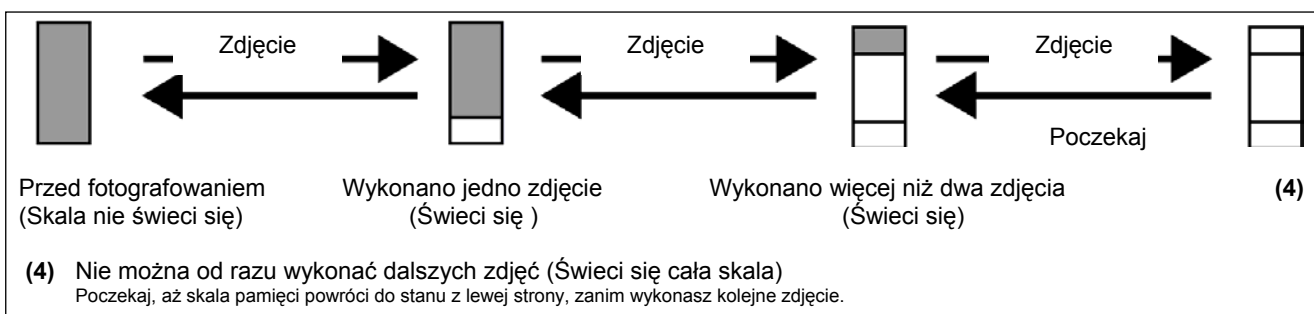 Zdjęcie Zdjęcie Zdjęcie
Poczekaj
Przed fotografowaniem Wykonano jedno zdjęcie Wykonano więcej niż dwa zdjęcia (4)
(Skala nie świeci się) (Świeci się ) (Świeci się)
(4) Nie można od razu wykonać dalszych zdjęć (Świeci się cała skala)
Poczekaj, aż skala pamięci powróci do stanu z lewej strony, zanim wykonasz kolejne zdjęcie.